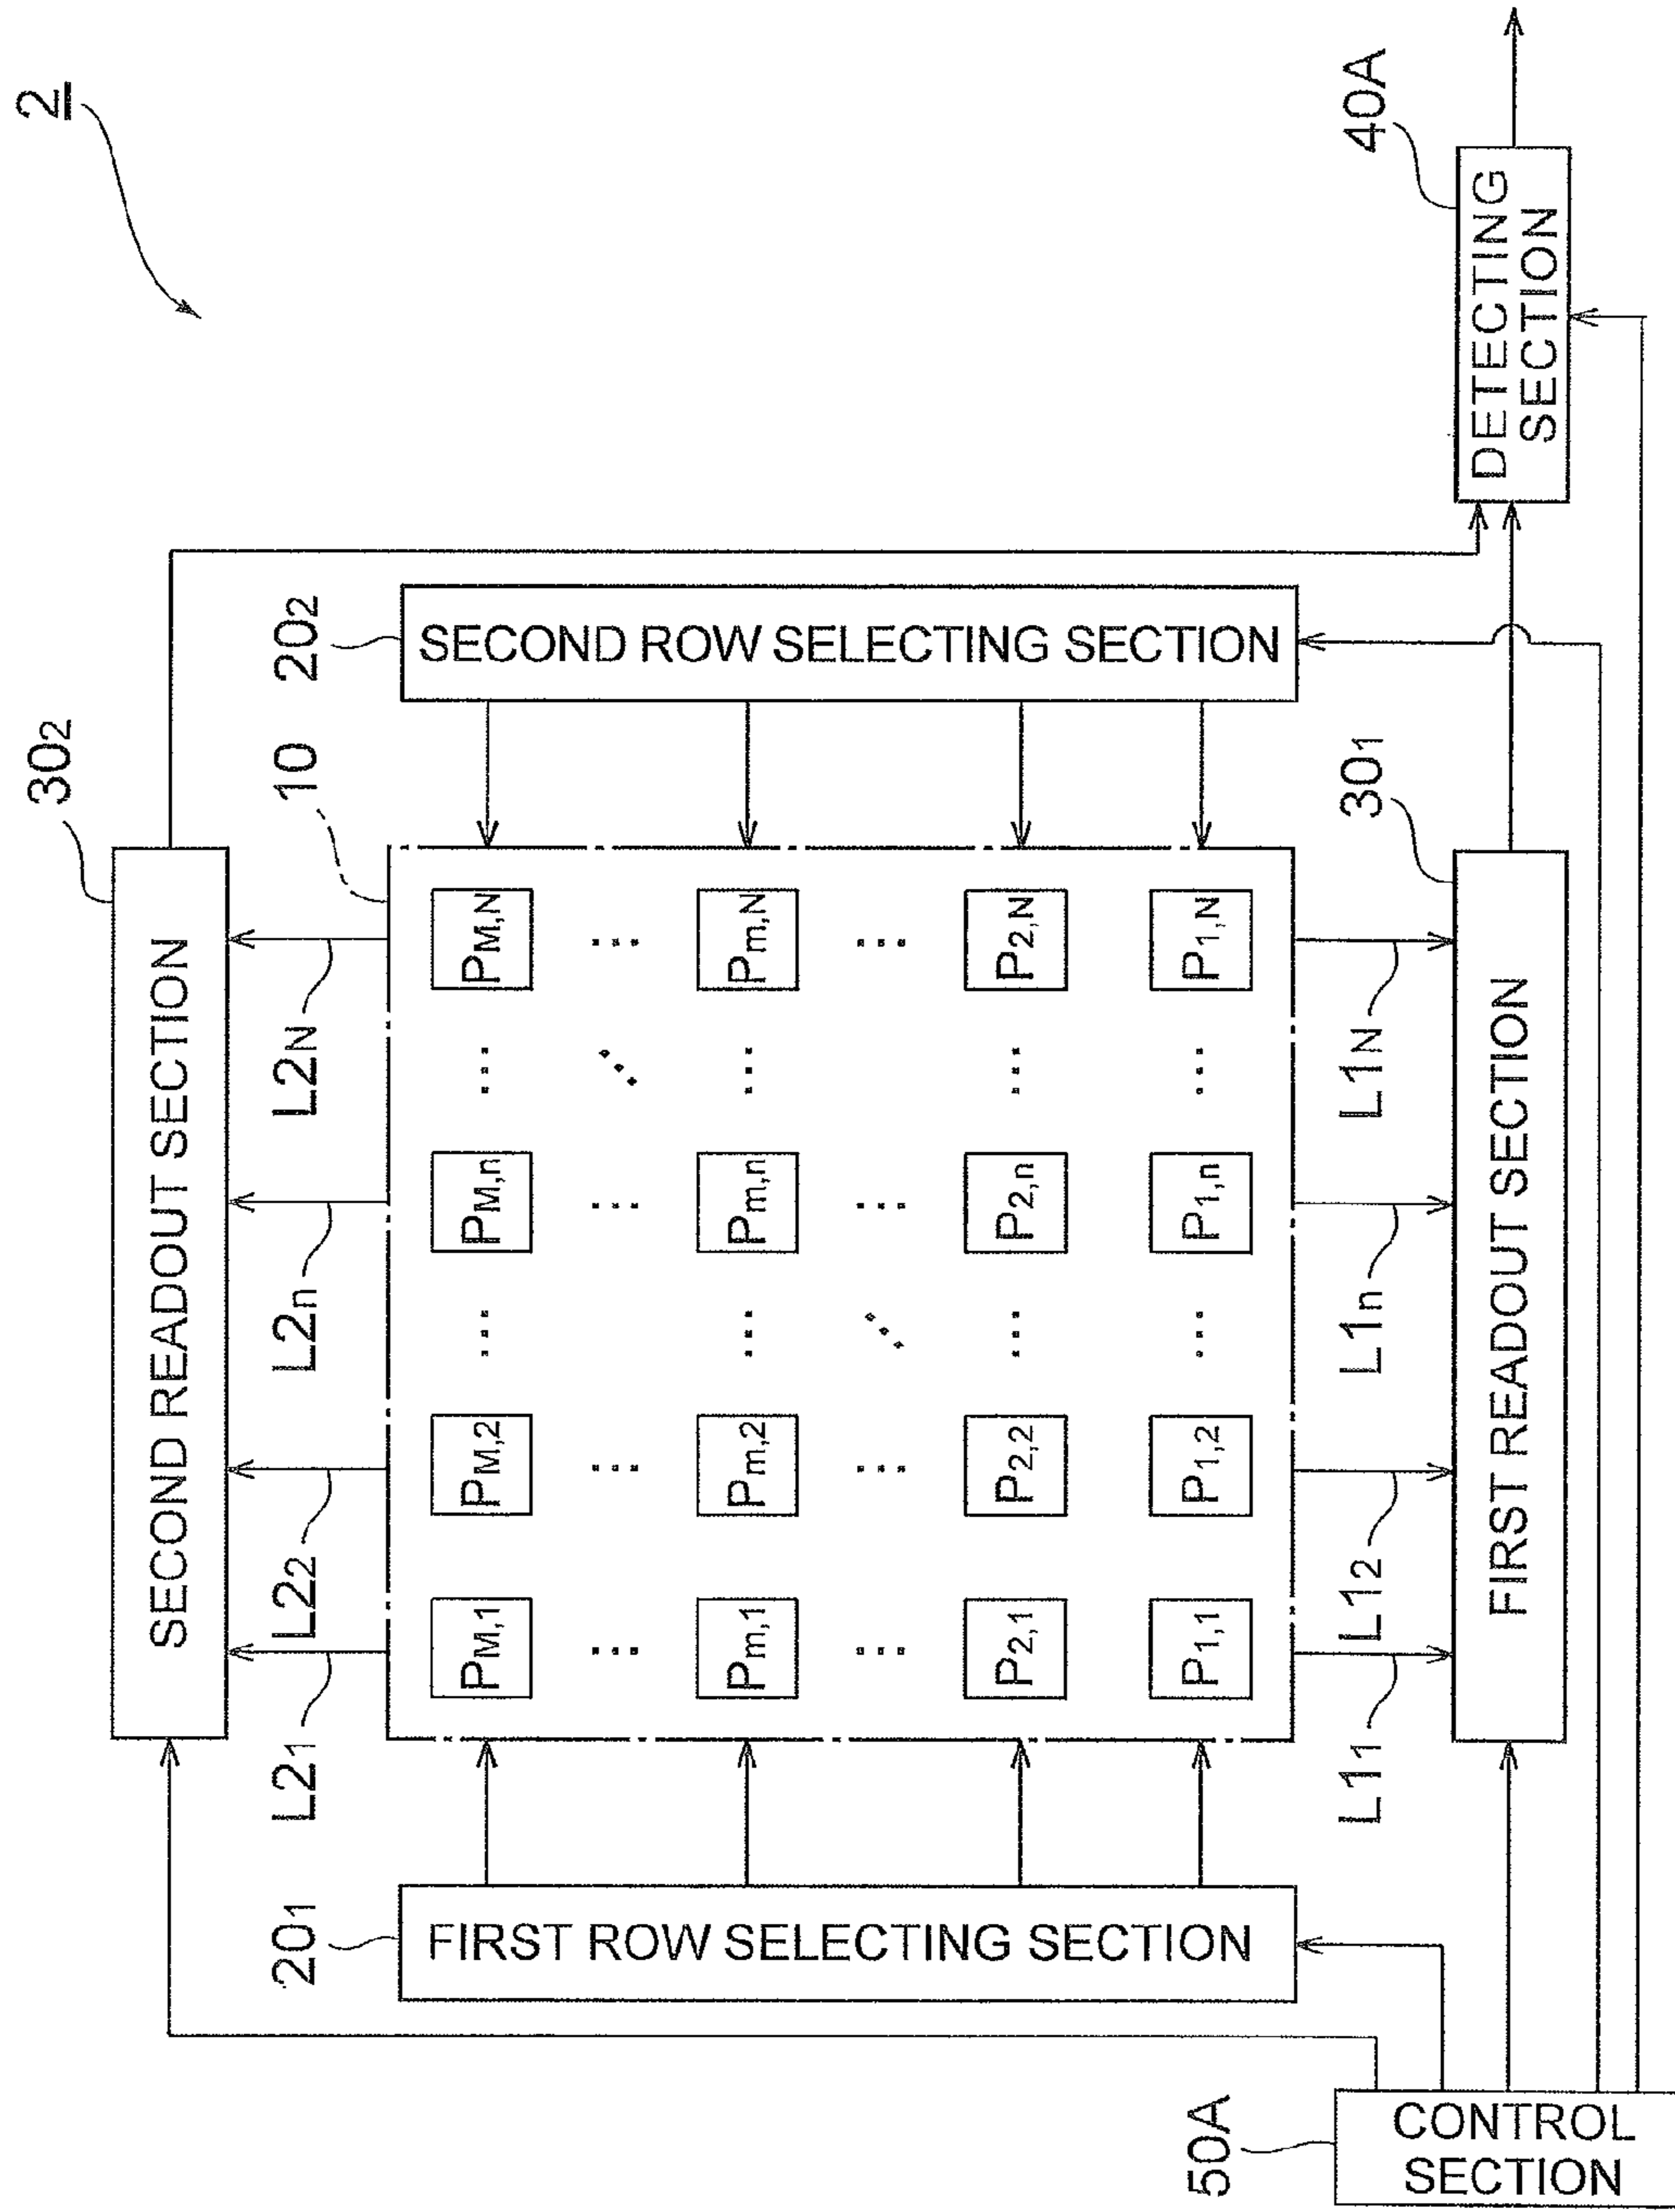 2
30₂
SECOND READOUT SECTION
L2₁ L2₂ L2ₙ L2N
20₁ 10 20₂
FIRST ROW SELECTING SECTION
SECOND ROW SELECTING SECTION
PM,1 PM,2 ... PM,n ... PM,N
Pm,1 Pm,2 ... Pm,n ... Pm,N
P2,1 P2,2 ... P2,n ... P2,N
P1,1 P1,2 ... P1,n ... P1,N
L1₁ L1₂ L1ₙ L1N
50A 30₁ 40A
CONTROL
SECTION
FIRST READOUT SECTION
DETECTING
SECTION